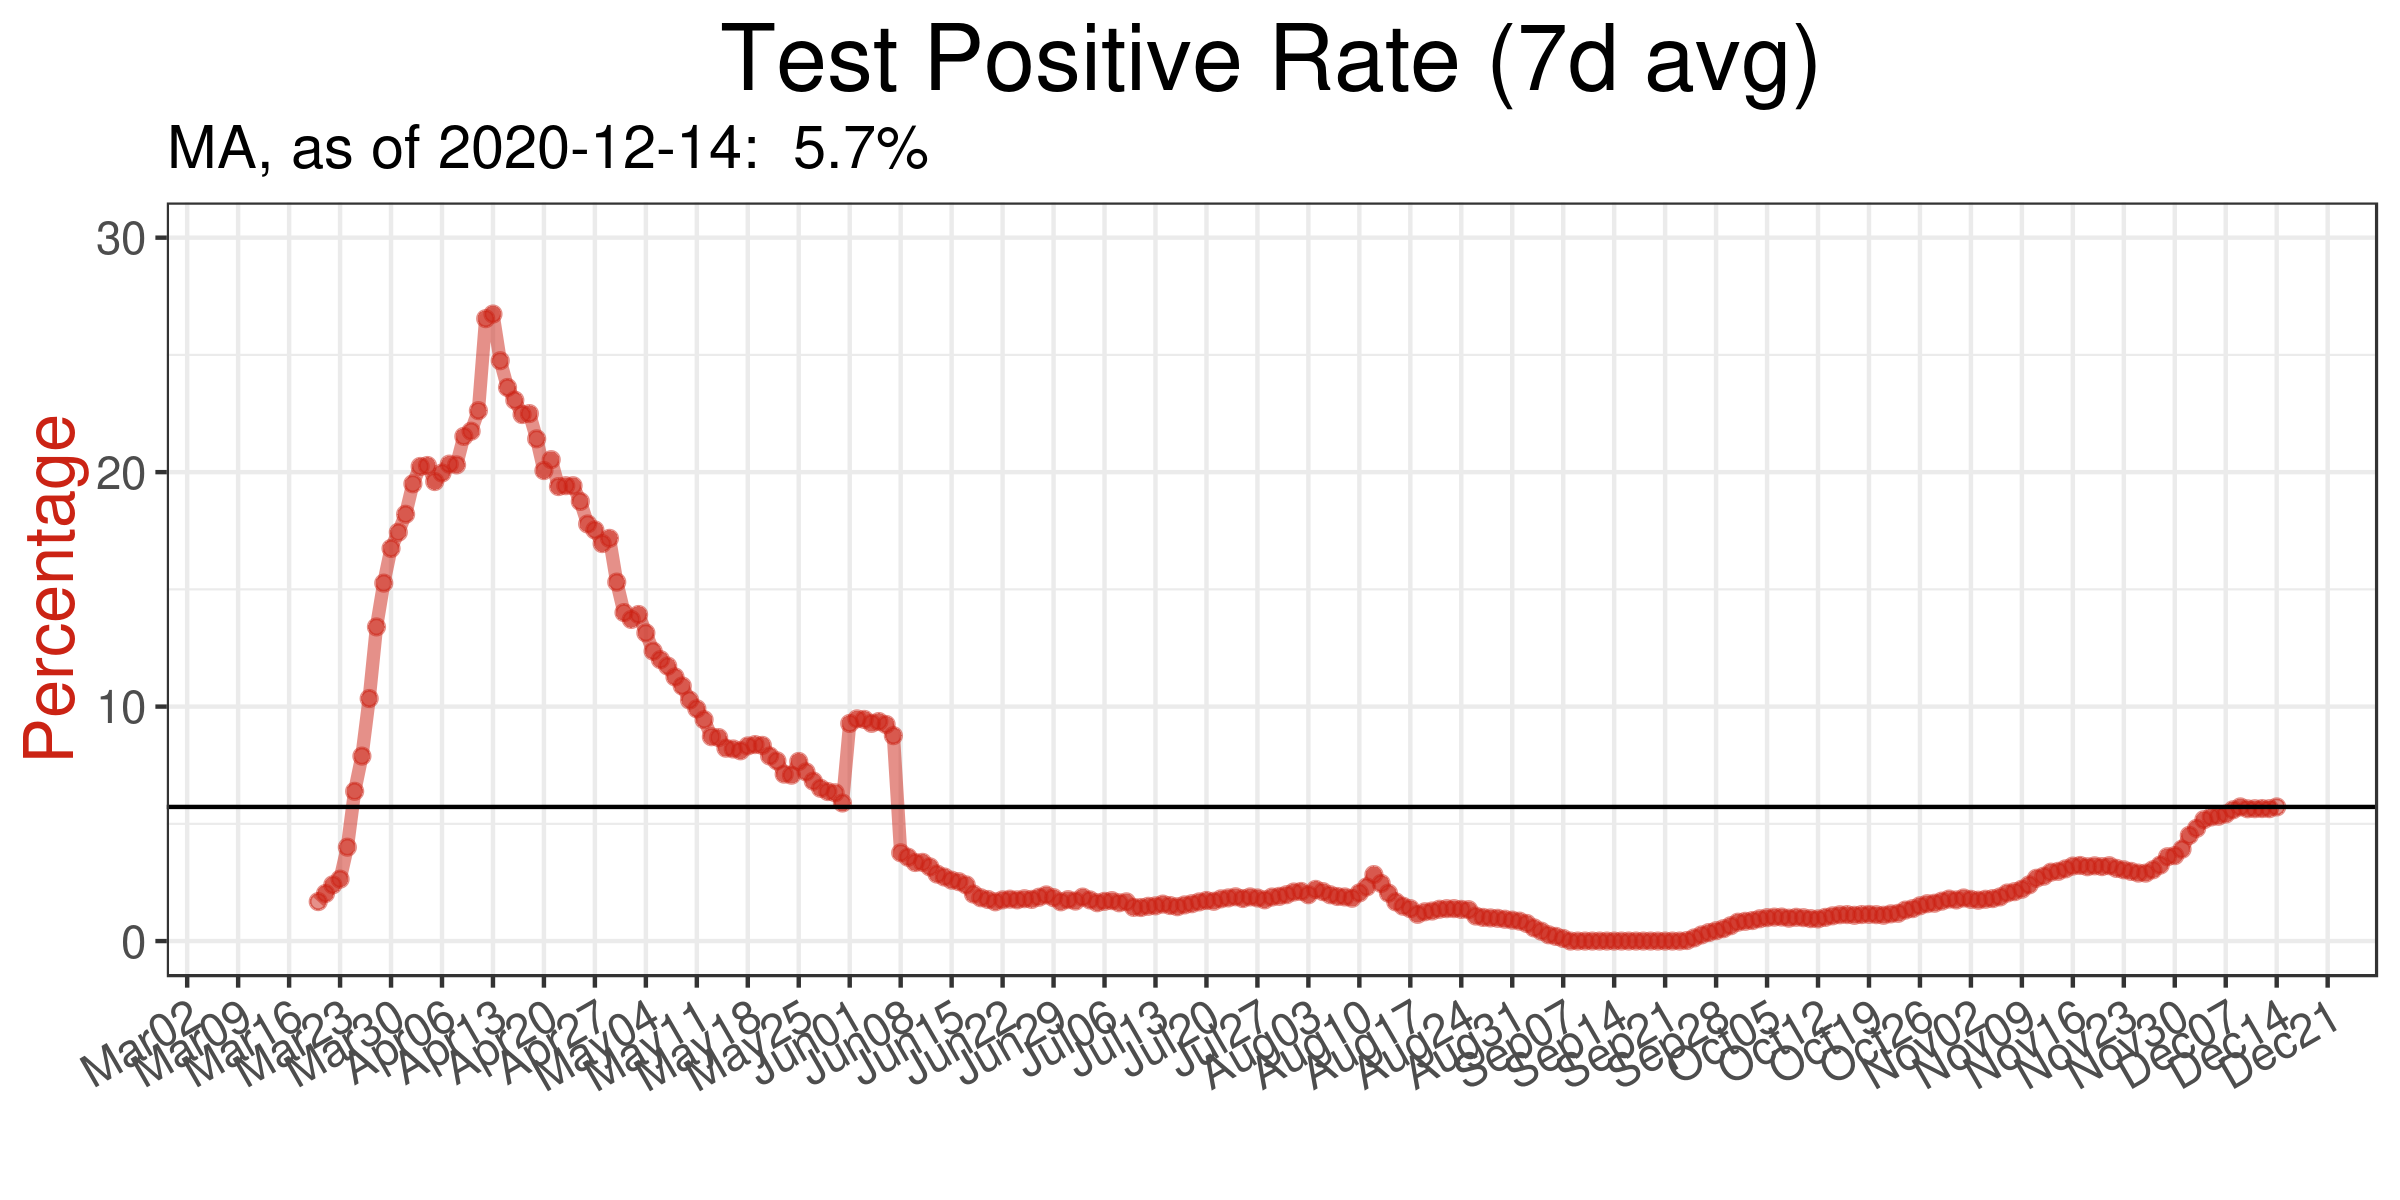 Test Positive Rate (7d avg)
MA, as of 2020-12-14:  5.7%
Percentage
30
20
10
0
Mar02
Mar09
Mar16
Mar23
Mar30
Apr06
Apr13
Apr20
Apr27
May04
May11
May18
May25
Jun01
Jun08
Jun15
Jun22
Jun29
Jul06
Jul13
Jul20
Jul27
Aug03
Aug10
Aug17
Aug24
Aug31
Sep07
Sep14
Sep21
Sep28
Oct05
Oct12
Oct19
Oct26
Nov02
Nov09
Nov16
Nov23
Nov30
Dec07
Dec14
Dec21